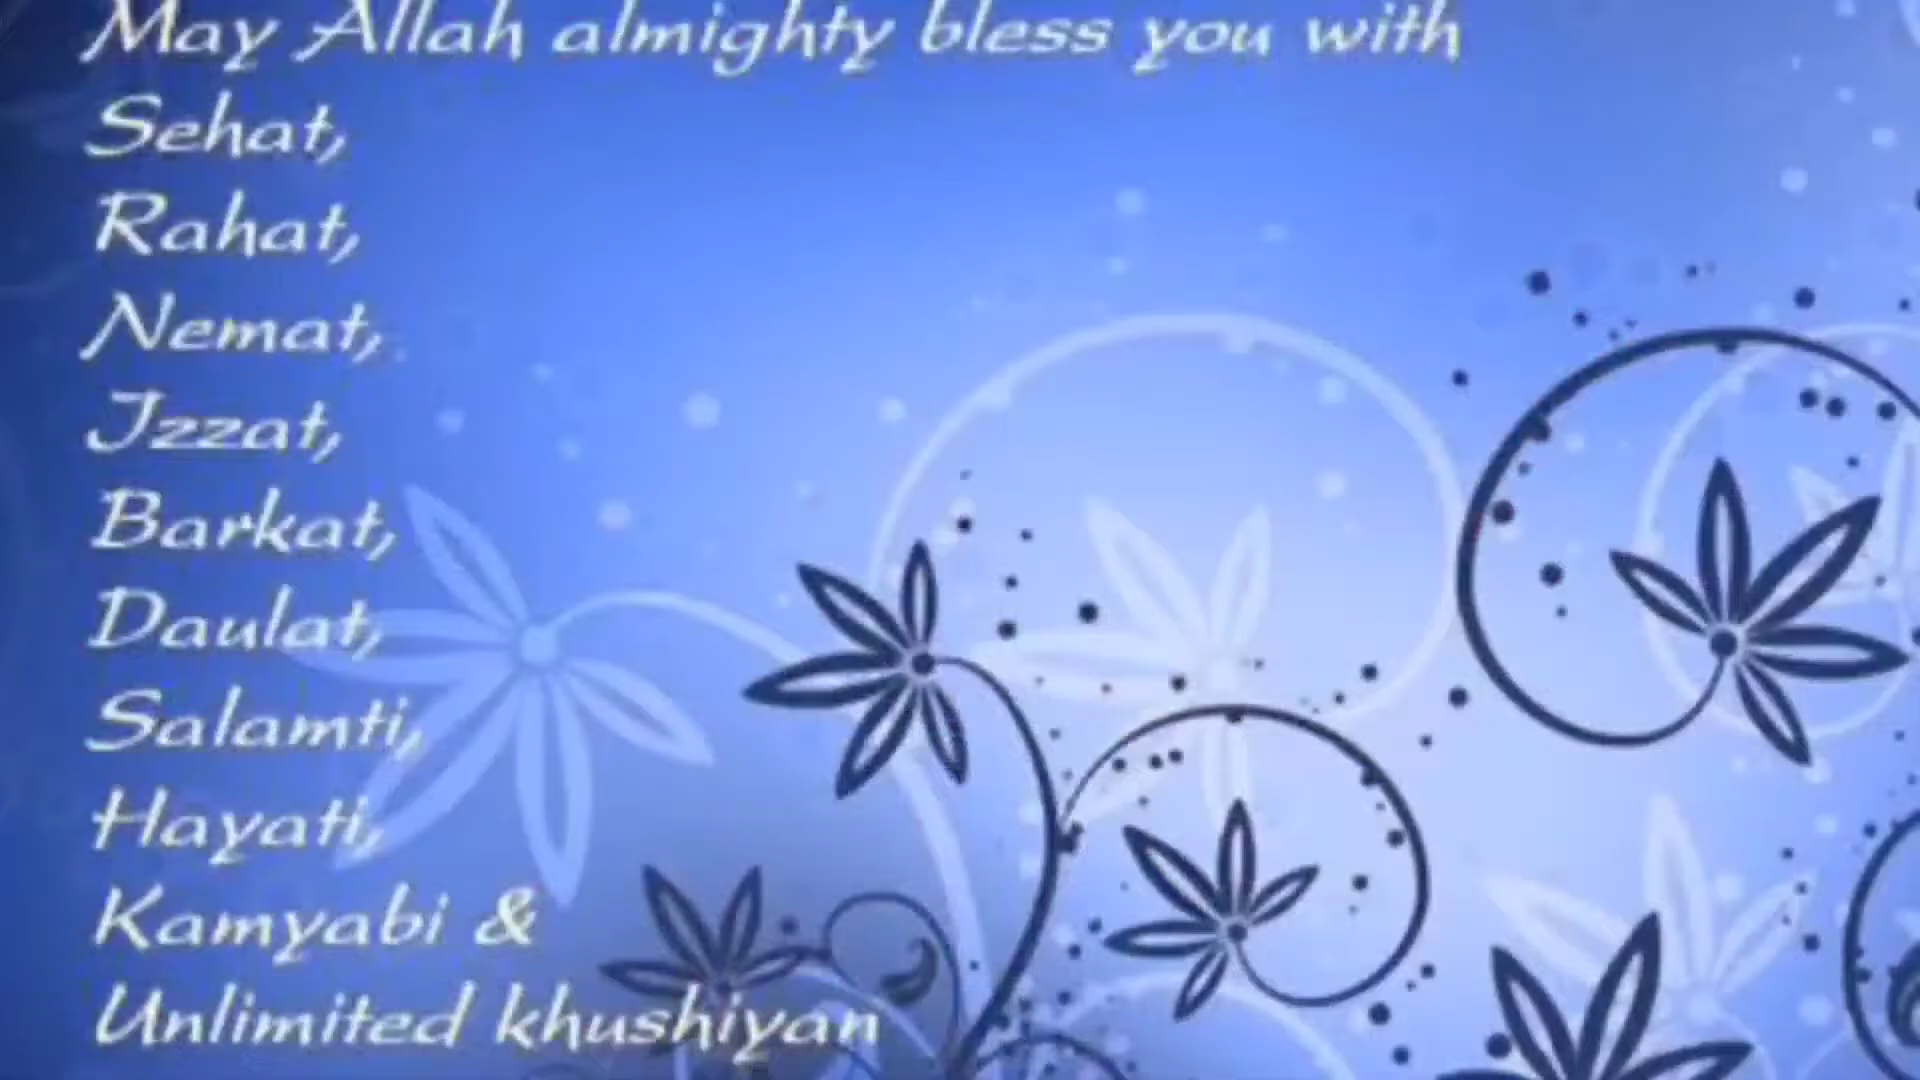 May Allah almighty bless you with
Sehat,
Rahat,
Nemat,
Izzat,
Barkat,
Daulat,
Salamti,
Hayati,
Kamyabi &
Unlimited khushiyan